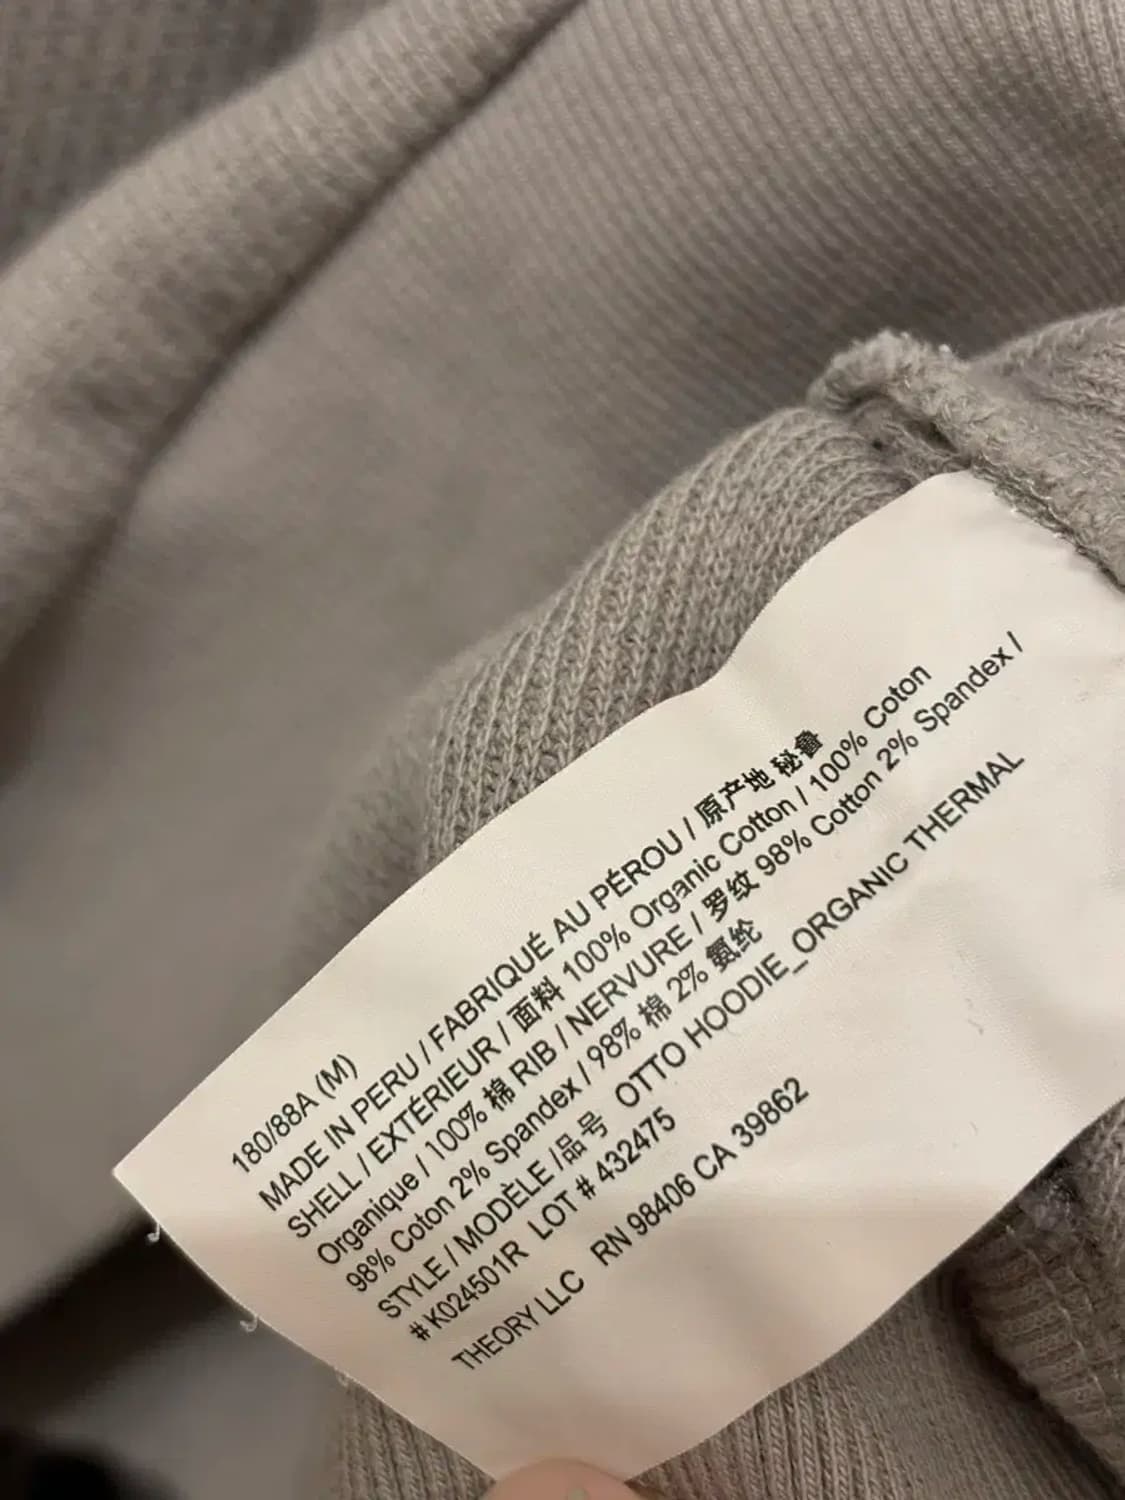 180/88A (M)
MADE IN PERU / FABRIQUÉ AU PÉROU / 原产地 秘鲁
SHELL / EXTÉRIEUR / 面料 100% Organic Cotton / 100% Coton
Organique / 100% 棉 RIB / NERVURE / 罗纹 98% Cotton 2% Spandex /
98% Coton 2% Spandex / 98% 棉 2% 氨纶
STYLE / MODÈLE /品号 OTTO HOODIE_ORGANIC THERMAL
#K024501R LOT # 432475
THEORY LLC RN 98406 CA 39862